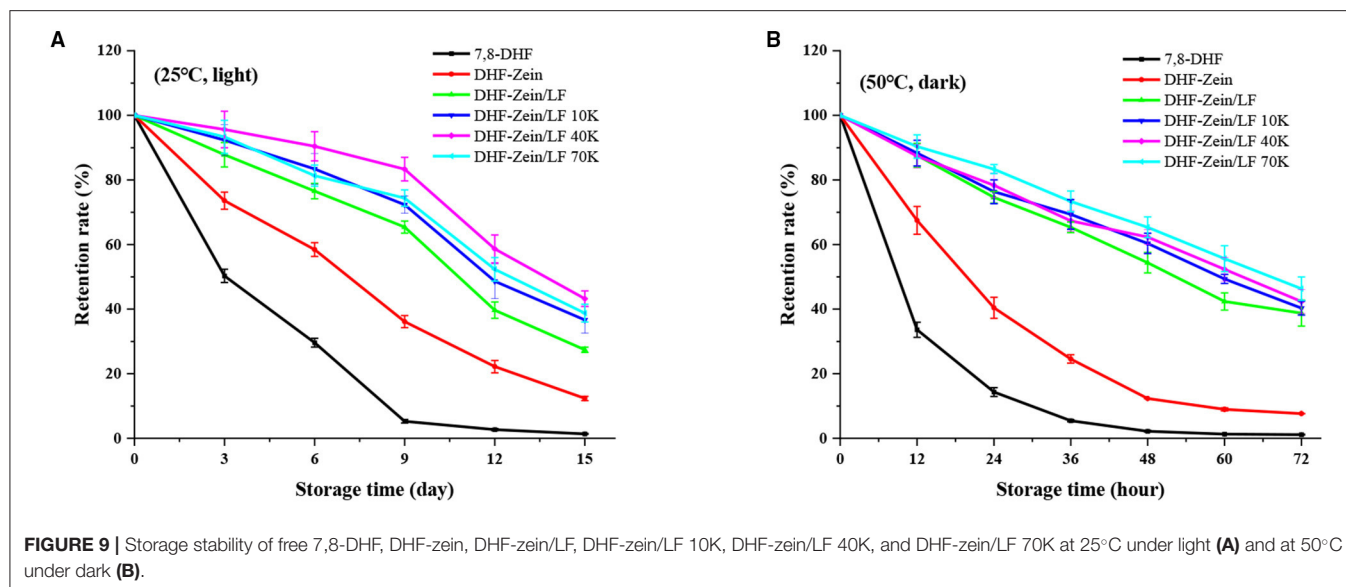 A
120
100
80
60
40
20
0
Retention rate (%)
(25°C, light)
7,8-DHF
DHF-Zein
DHF-Zein/LF
DHF-Zein/LF 10K
DHF-Zein/LF 40K
DHF-Zein/LF 70K
0 3 6 9 12 15
Storage time (day)
B
120
100
80
60
40
20
0
Retention rate (%)
(50°C, dark)
7,8-DHF
DHF-Zein
DHF-Zein/LF
DHF-Zein/LF 10K
DHF-Zein/LF 40K
DHF-Zein/LF 70K
0 12 24 36 48 60 72
Storage time (hour)
FIGURE 9 | Storage stability of free 7,8-DHF, DHF-zein, DHF-zein/LF, DHF-zein/LF 10K, DHF-zein/LF 40K, and DHF-zein/LF 70K at 25°C under light (A) and at 50°C
under dark (B).